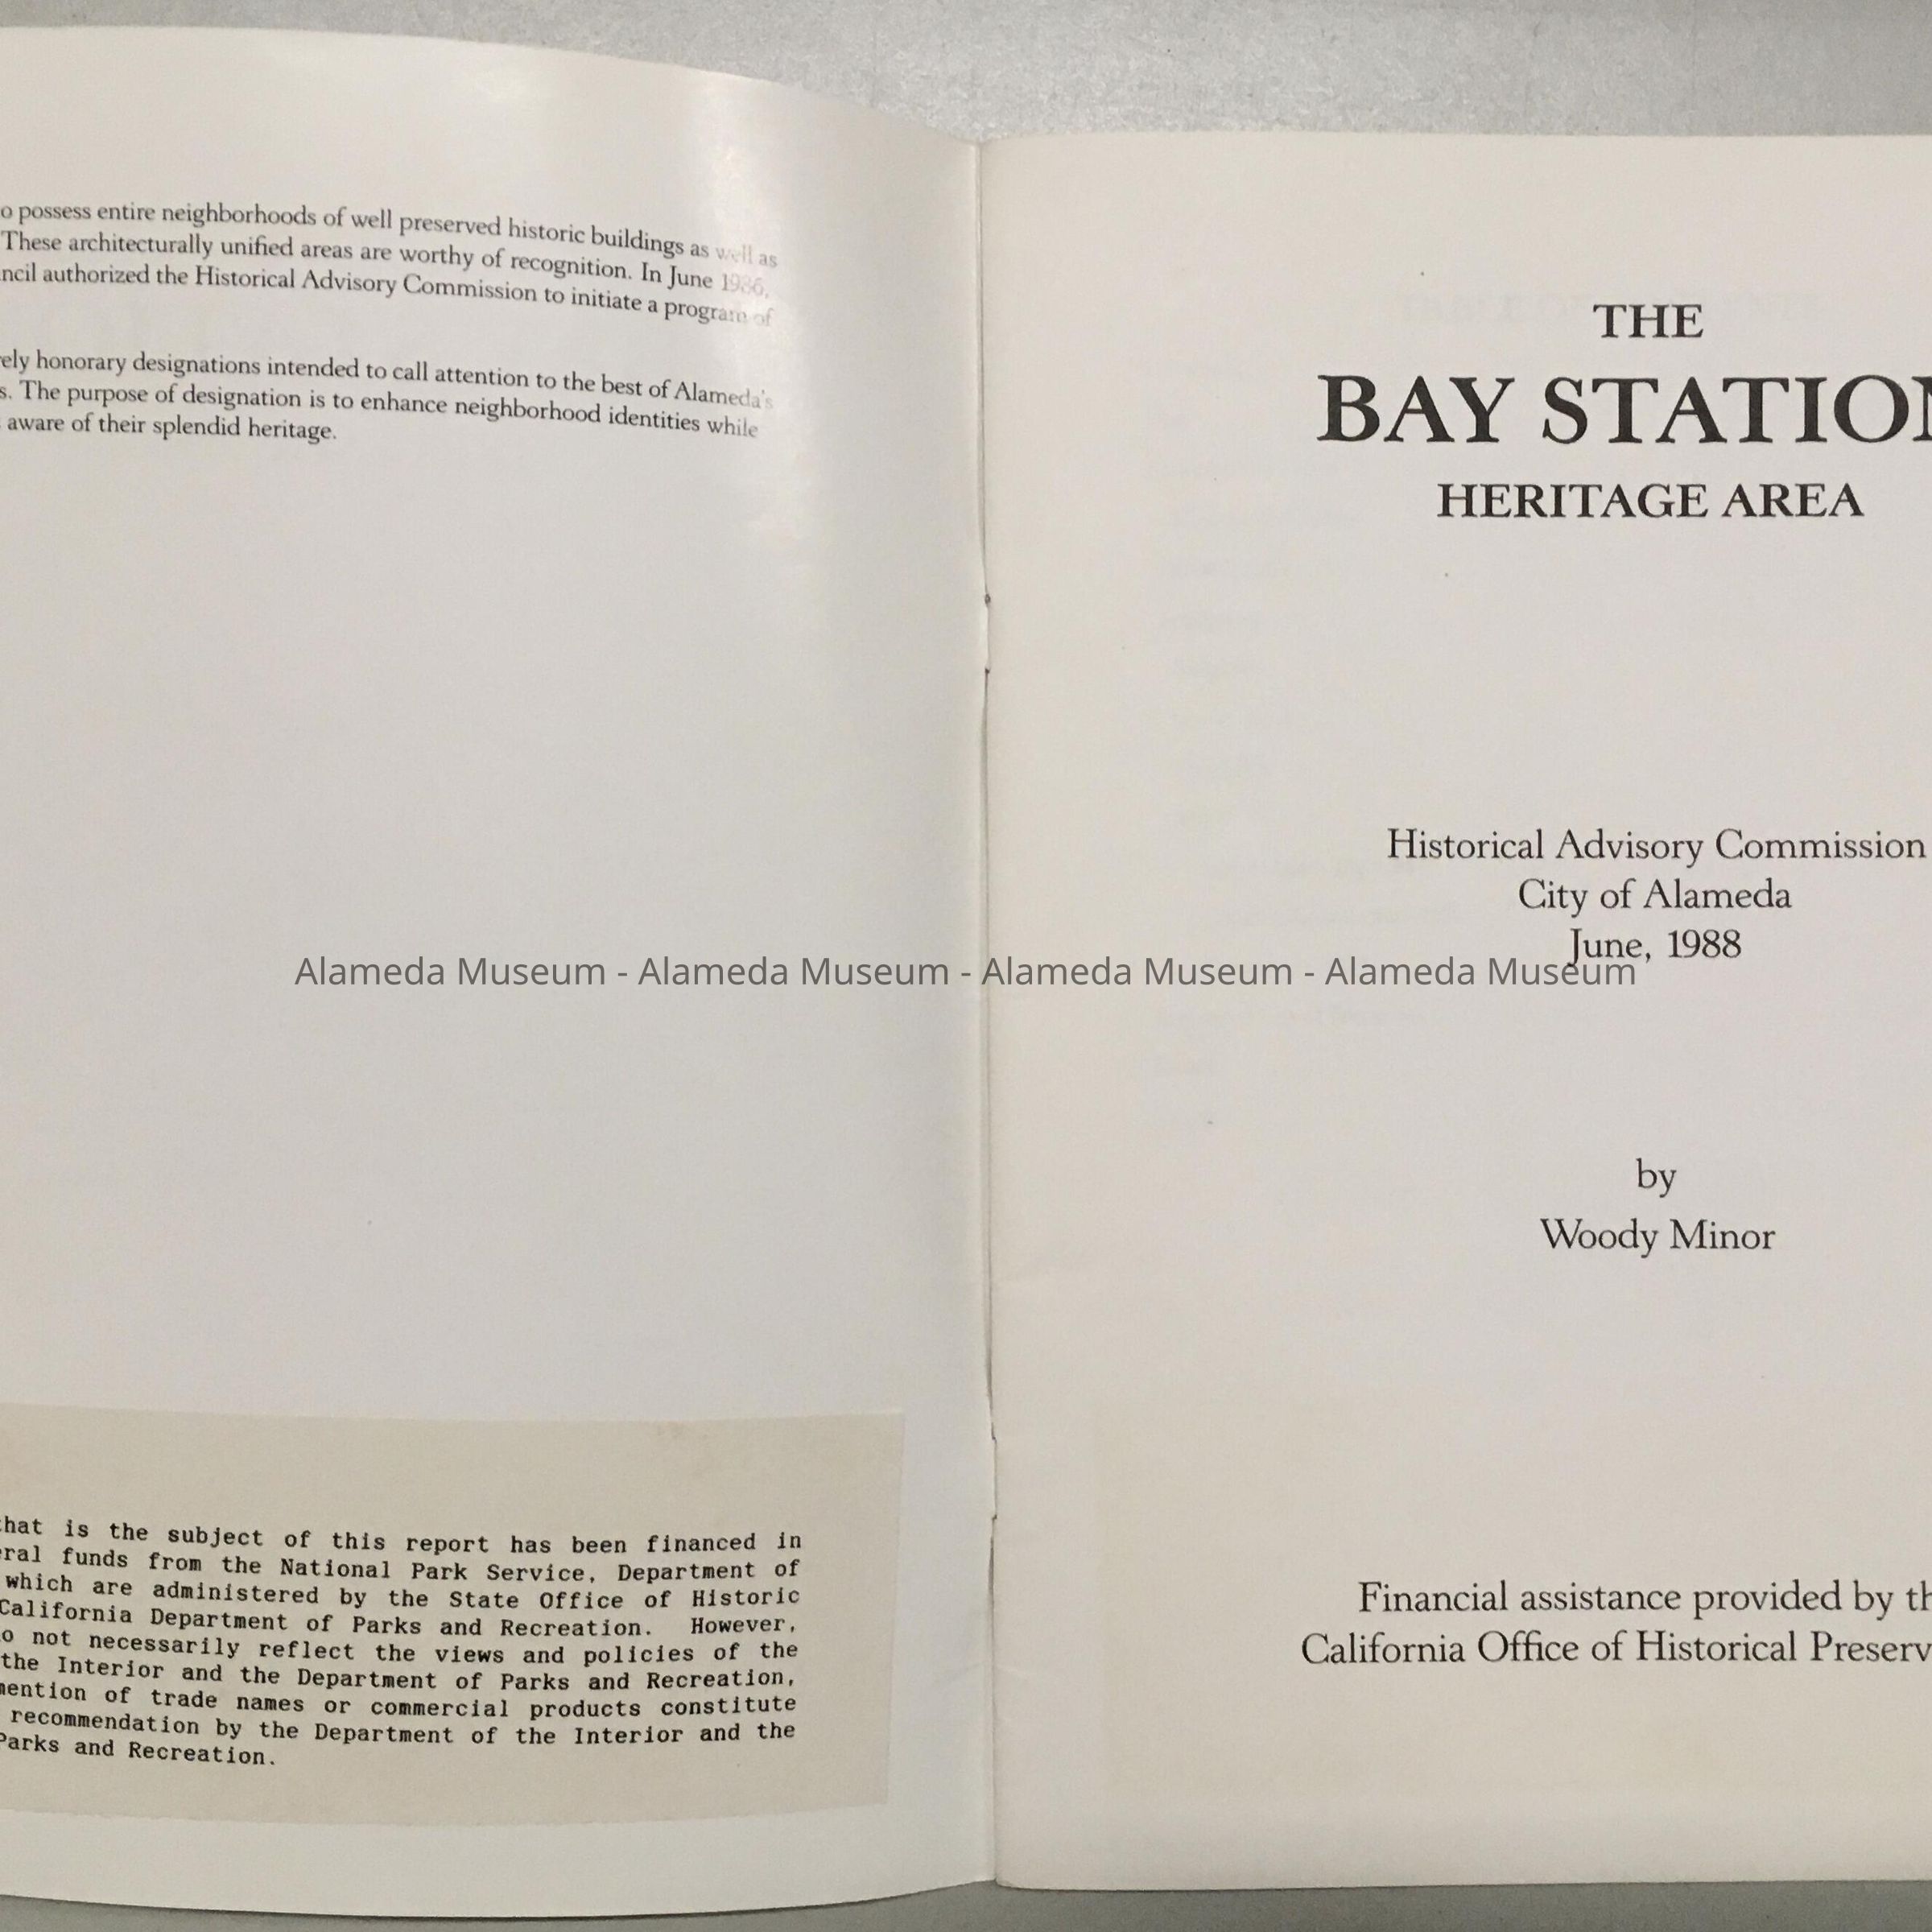 o possess entire neighborhoods of well preserved historic buildings as well as
These architecturally unified areas are worthy of recognition. In June 1986,
ncil authorized the Historical Advisory Commission to initiate a program of
ely honorary designations intended to call attention to the best of Alameda's
s. The purpose of designation is to enhance neighborhood identities while
aware of their splendid heritage.
that is the subject of this report has been financed in
eral funds from the National Park Service, Department of
which are administered by the State Office of Historic
California Department of Parks and Recreation. However,
o not necessarily reflect the views and policies of the
the Interior and the Department of Parks and Recreation,
mention of trade names or commercial products constitute
recommendation by the Department of the Interior and the
Parks and Recreation.
THE
BAY STATION
HERITAGE AREA
Historical Advisory Commission
City of Alameda
June, 1988
Alameda Museum - Alameda Museum - Alameda Museum - Alameda Museum
by
Woody Minor
Financial assistance provided by th
California Office of Historical Preserv